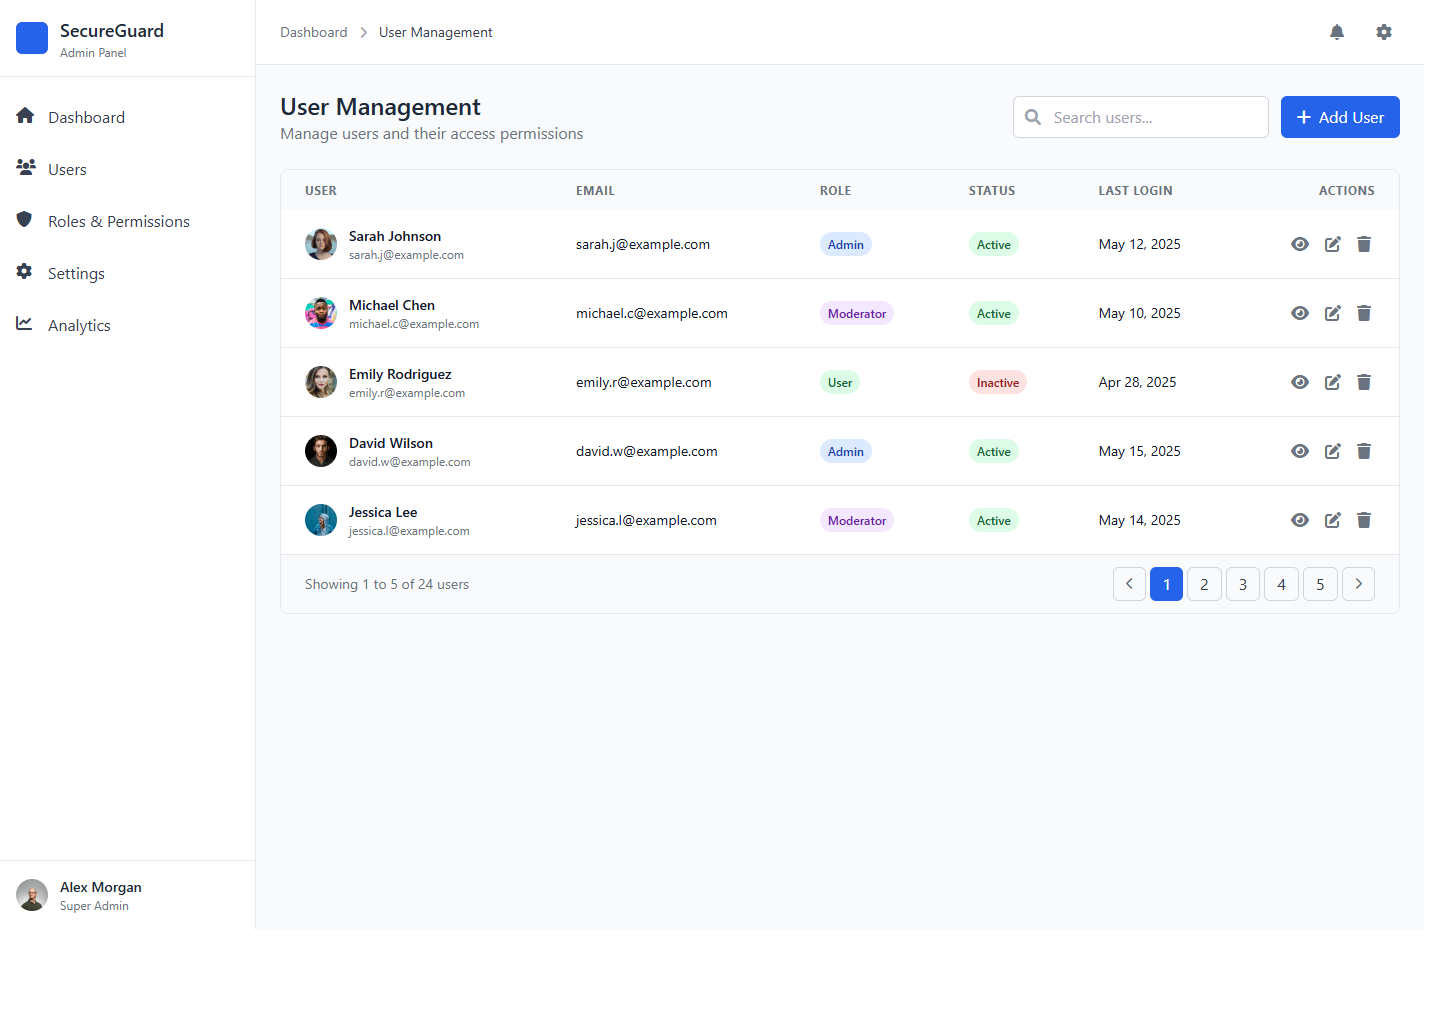 SecureGuard
Admin Panel
Dashboard
Users
Roles & Permissions
Settings
Analytics
Alex Morgan
Super Admin
Dashboard > User Management
User Management
Manage users and their access permissions
Search users...
+ Add User
USER EMAIL ROLE STATUS LAST LOGIN ACTIONS
Sarah Johnson
sarah.j@example.com
sarah.j@example.com Admin Active May 12, 2025
Michael Chen
michael.c@example.com
michael.c@example.com Moderator Active May 10, 2025
Emily Rodriguez
emily.r@example.com
emily.r@example.com User Inactive Apr 28, 2025
David Wilson
david.w@example.com
david.w@example.com Admin Active May 15, 2025
Jessica Lee
jessica.l@example.com
jessica.l@example.com Moderator Active May 14, 2025
Showing 1 to 5 of 24 users
1 2 3 4 5